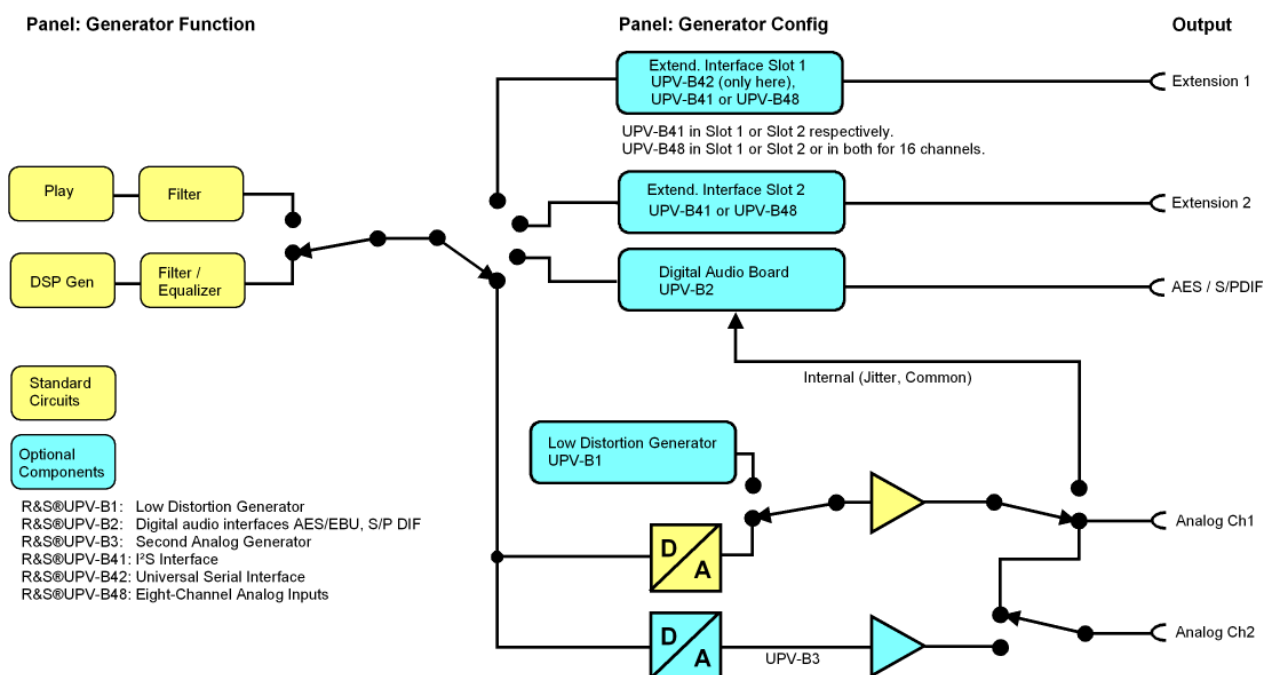 Panel: Generator Function
Panel: Generator Config
Output
Extend. Interface Slot 1
UPV-B42 (only here),
UPV-B41 or UPV-B48
Extension 1
UPV-B41 in Slot 1 or Slot 2 respectively.
UPV-B48 in Slot 1 or Slot 2 or in both for 16 channels.
Play
Filter
Extend. Interface Slot 2
UPV-B41 or UPV-B48
Extension 2
DSP Gen
Filter /
Equalizer
Digital Audio Board
UPV-B2
AES / S/PDIF
Internal (Jitter, Common)
Standard
Circuits
Optional
Components
Low Distortion Generator
UPV-B1
R&S®UPV-B1: Low Distortion Generator
R&S®UPV-B2: Digital audio interfaces AES/EBU, S/P DIF
R&S®UPV-B3: Second Analog Generator
R&S®UPV-B41: I²S Interface
R&S®UPV-B42: Universal Serial Interface
R&S®UPV-B48: Eight-Channel Analog Inputs
D
A
Analog Ch1
D
A
UPV-B3
Analog Ch2